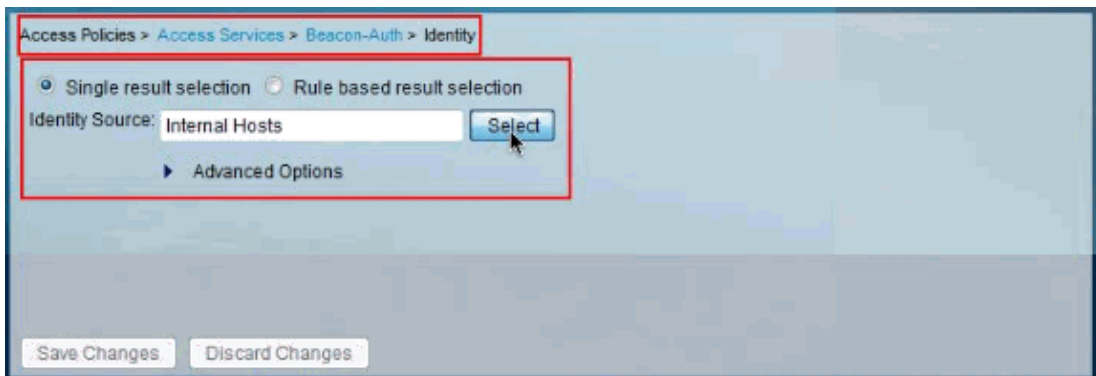 Access Policies > Access Services > Beacon-Auth > Identity
Single result selection Rule based result selection
Identity Source: Internal Hosts Select
Advanced Options
Save Changes Discard Changes